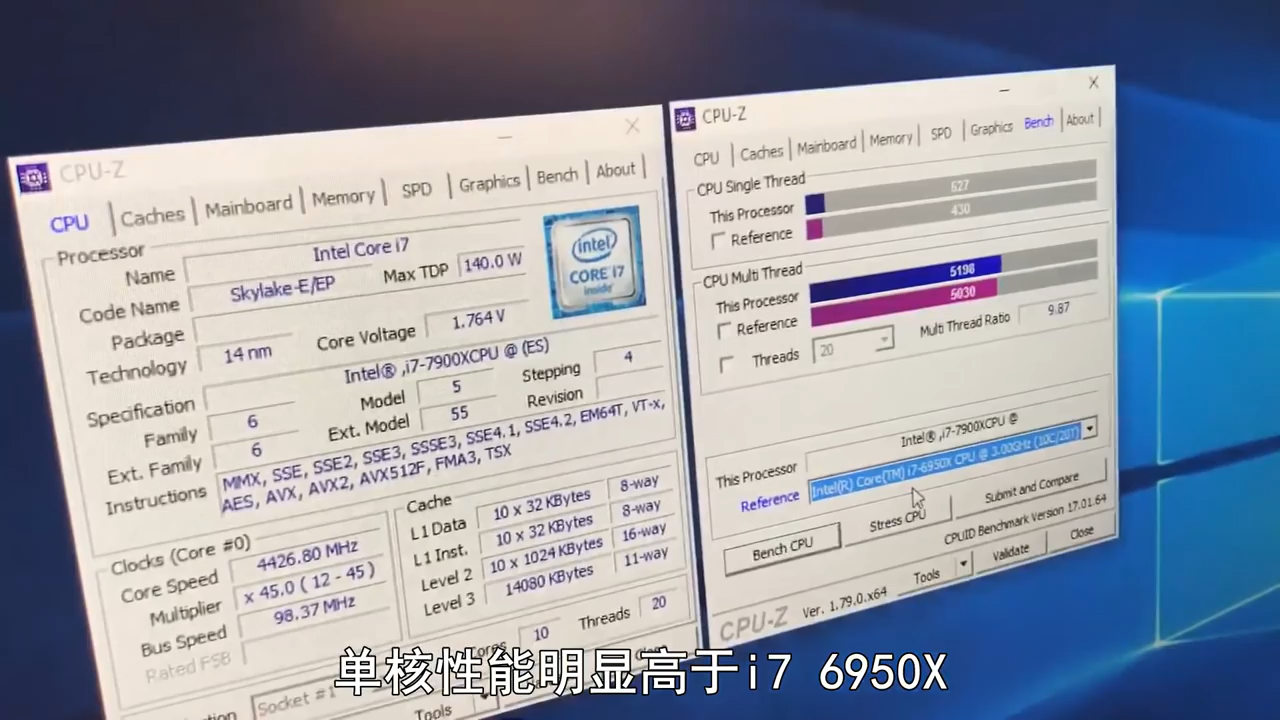 CPU-Z
CPU Caches Mainboard Memory SPD Graphics Bench About
Processor
Name Intel Core i7
Code Name Skylake-E/EP Max TDP 140.0 W
Package
Technology 14 nm Core Voltage 1.764 V
Specification Intel® ,i7-7900XCPU @ (ES)
Family 6 Model 5 Stepping 4
Ext. Family 6 Ext. Model 55 Revision
Instructions MMX, SSE, SSE2, SSE3, SSSE3, SSE4.1, SSE4.2, EM64T, VT-x,
AES, AVX, AVX2, AVX512F, FMA3, TSX
intel
CORE i7
inside
Clocks (Core #0)
Core Speed 4426.80 MHz
Multiplier x 45.0 ( 12 - 45 )
Bus Speed 98.37 MHz
Rated FSB
Cache
L1 Data 10 x 32 KBytes 8-way
L1 Inst. 10 x 32 KBytes 8-way
Level 2 10 x 1024 KBytes 16-way
Level 3 14080 KBytes 11-way
Socket #1
10 Threads 20
Tools
CPU-Z
CPU Caches Mainboard Memory SPD Graphics Bench About
CPU Single Thread
This Processor 527
Reference 430
CPU Multi Thread
This Processor 5198
Reference 5030
Threads 20 Multi Thread Ratio 9.87
This Processor Intel® ,i7-7900XCPU @
Reference Intel(R) Core(TM) i7-6950X CPU @ 3.00GHz (10C/20T)
Bench CPU Stress CPU Submit and Compare
CPUID Benchmark Version 17.01.64
CPU-Z Ver. 1.79.0.x64 Tools Validate Close
单核性能明显高于i7 6950X